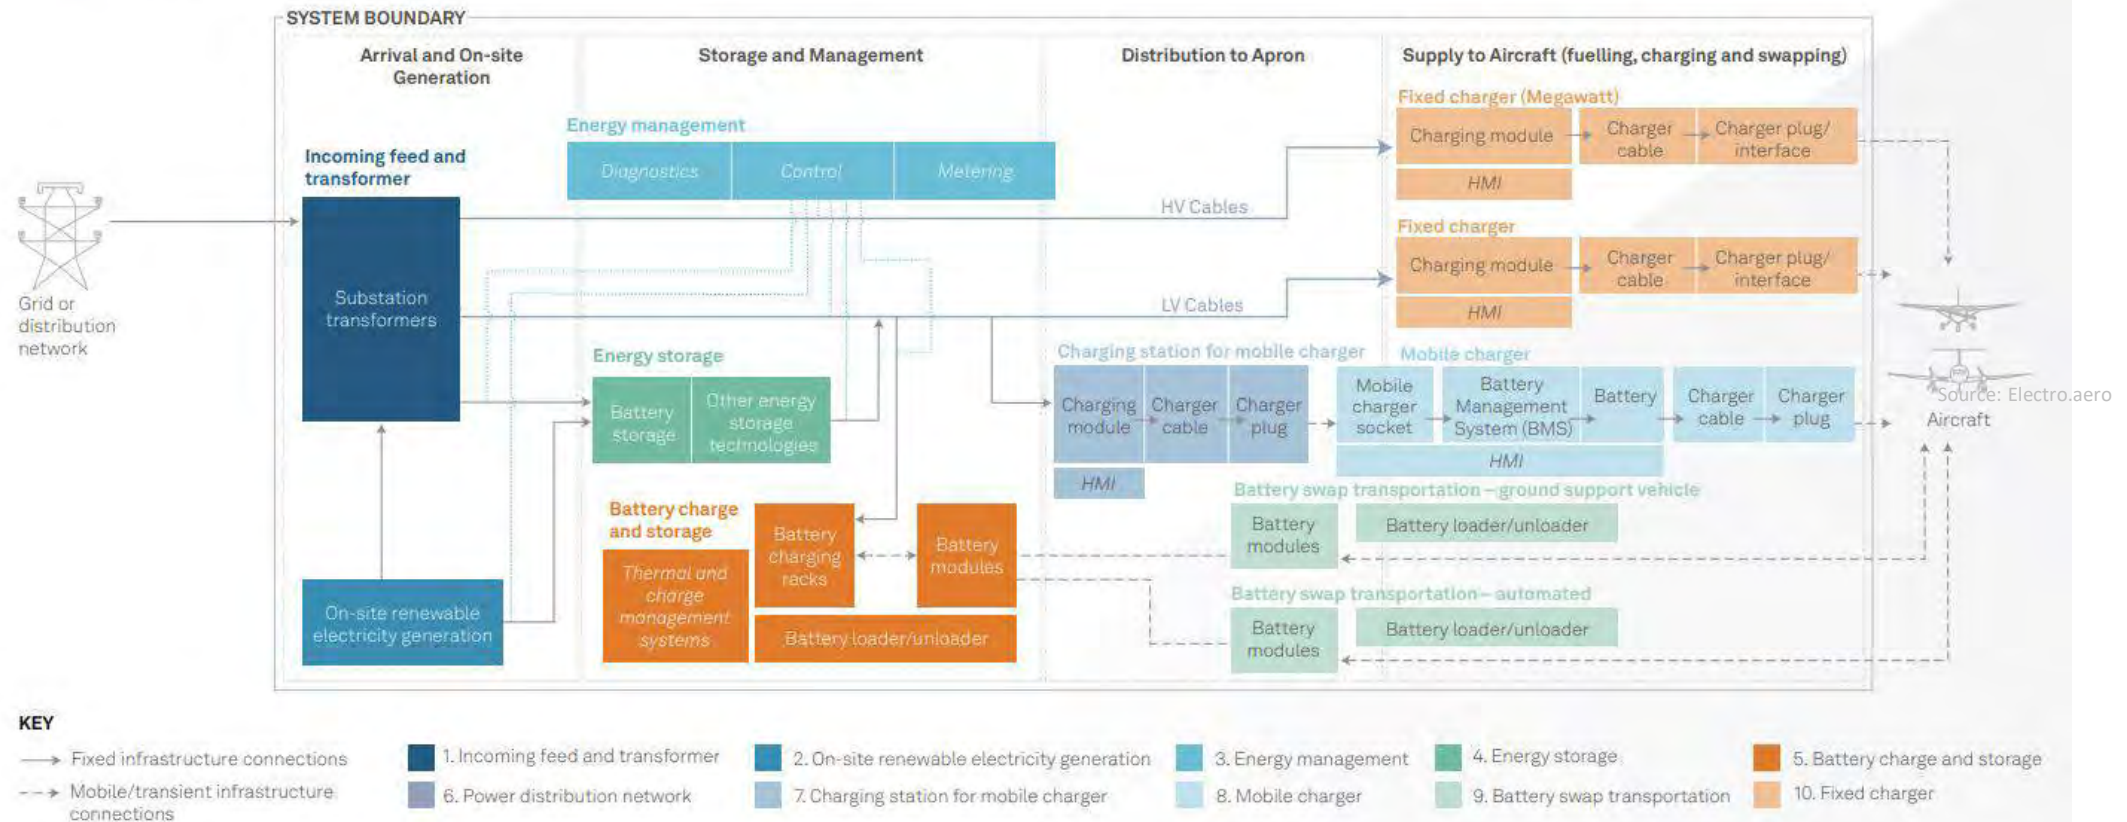 SYSTEM BOUNDARY
Arrival and On-site
Generation
Storage and Management
Distribution to Apron
Supply to Aircraft (fuelling, charging and swapping)
Grid or
distribution
network
Incoming feed and
transformer
Substation
transformers
On-site renewable
electricity generation
Energy management
Diagnostics
Control
Metering
Energy storage
Battery
storage
Other energy
storage
technologies
Battery charge
and storage
Thermal and
charge
management
systems
Battery
charging
racks
Battery
modules
Battery loader/unloader
HV Cables
LV Cables
Fixed charger (Megawatt)
Charging module
Charger
cable
Charger plug/
interface
HMI
Fixed charger
Charging module
Charger
cable
Charger plug/
interface
HMI
Charging station for mobile charger
Charging
module
Charger
cable
Charger
plug
HMI
Mobile charger
Mobile
charger
socket
Battery
Management
System (BMS)
Battery
Charger
cable
Charger
plug
HMI
Battery swap transportation – ground support vehicle
Battery
modules
Battery loader/unloader
Battery swap transportation – automated
Battery
modules
Battery loader/unloader
Source: Electro.aero
Aircraft
KEY
Fixed infrastructure connections
Mobile/transient infrastructure
connections
1. Incoming feed and transformer
2. On-site renewable electricity generation
3. Energy management
4. Energy storage
5. Battery charge and storage
6. Power distribution network
7. Charging station for mobile charger
8. Mobile charger
9. Battery swap transportation
10. Fixed charger